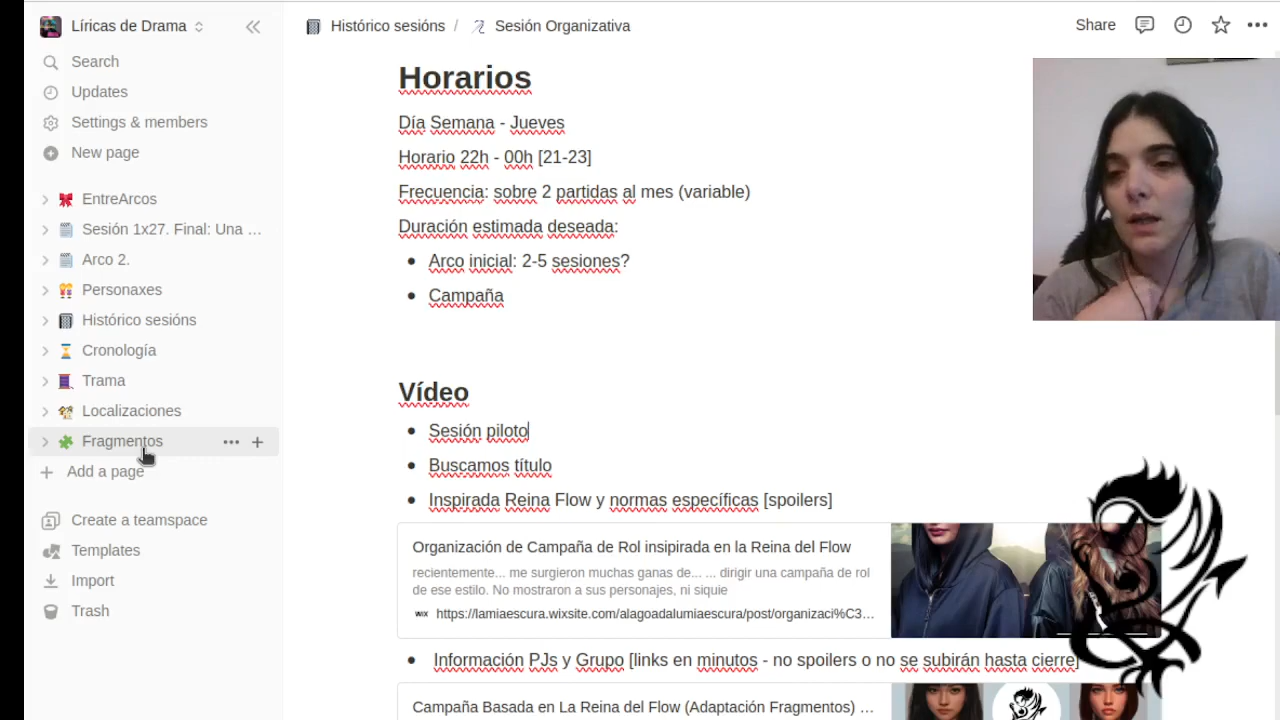 Líricas de Drama
Histórico sesións / Sesión Organizativa
Share
Search
Updates
Settings & members
New page
EntreArcos
Sesión 1x27. Final: Una ...
Arco 2.
Personaxes
Histórico sesións
Cronología
Trama
Localizaciones
Fragmentos
Add a page
Create a teamspace
Templates
Import
Trash
Horarios
Día Semana - Jueves
Horario 22h - 00h [21-23]
Frecuencia: sobre 2 partidas al mes (variable)
Duración estimada deseada:
Arco inicial: 2-5 sesiones?
Campaña
Vídeo
Sesión piloto
Buscamos título
Inspirada Reina Flow y normas específicas [spoilers]
Organización de Campaña de Rol insipirada en la Reina del Flow
recientemente... me surgieron muchas ganas de... ... dirigir una campaña de rol
de ese estilo. No mostraron a sus personajes, ni siquie
WIX https://lamiaescura.wixsite.com/alagoadalumiaescura/post/organizaci%C3...
Información PJs y Grupo [links en minutos - no spoilers o no se subirán hasta cierre]
Campaña Basada en La Reina del Flow (Adaptación Fragmentos) ...